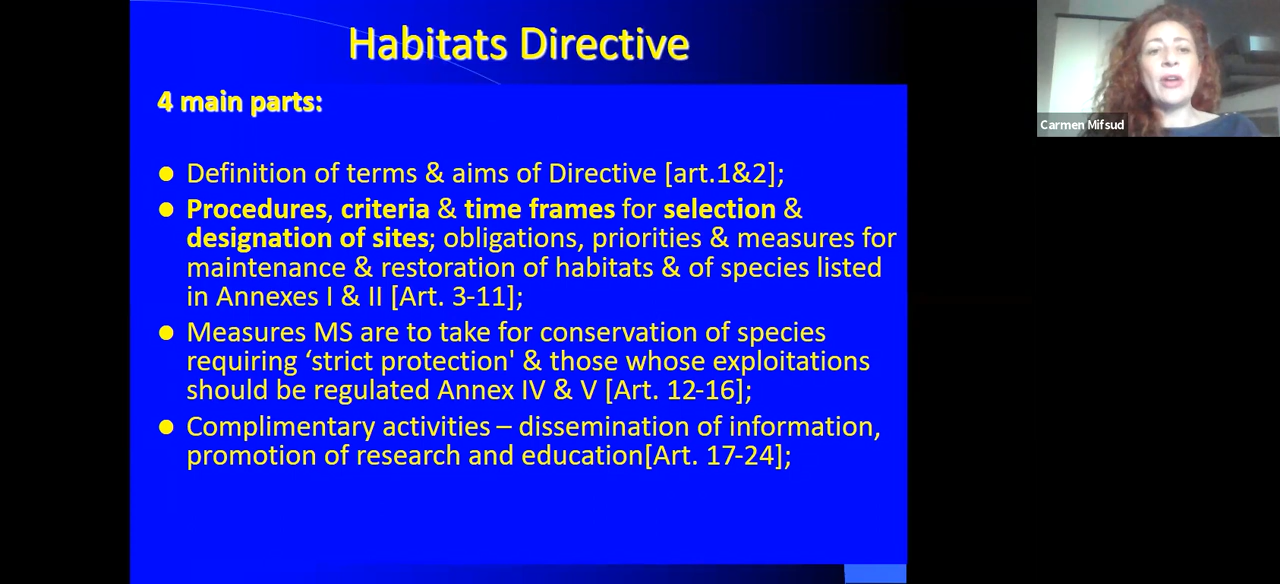 Habitats Directive
4 main parts:
Definition of terms & aims of Directive [art.1&2];
Procedures, criteria & time frames for selection &
designation of sites; obligations, priorities & measures for
maintenance & restoration of habitats & of species listed
in Annexes I & II [Art. 3-11];
Measures MS are to take for conservation of species
requiring ‘strict protection' & those whose exploitations
should be regulated Annex IV & V [Art. 12-16];
Complimentary activities – dissemination of information,
promotion of research and education[Art. 17-24];
Carmen Mifsud